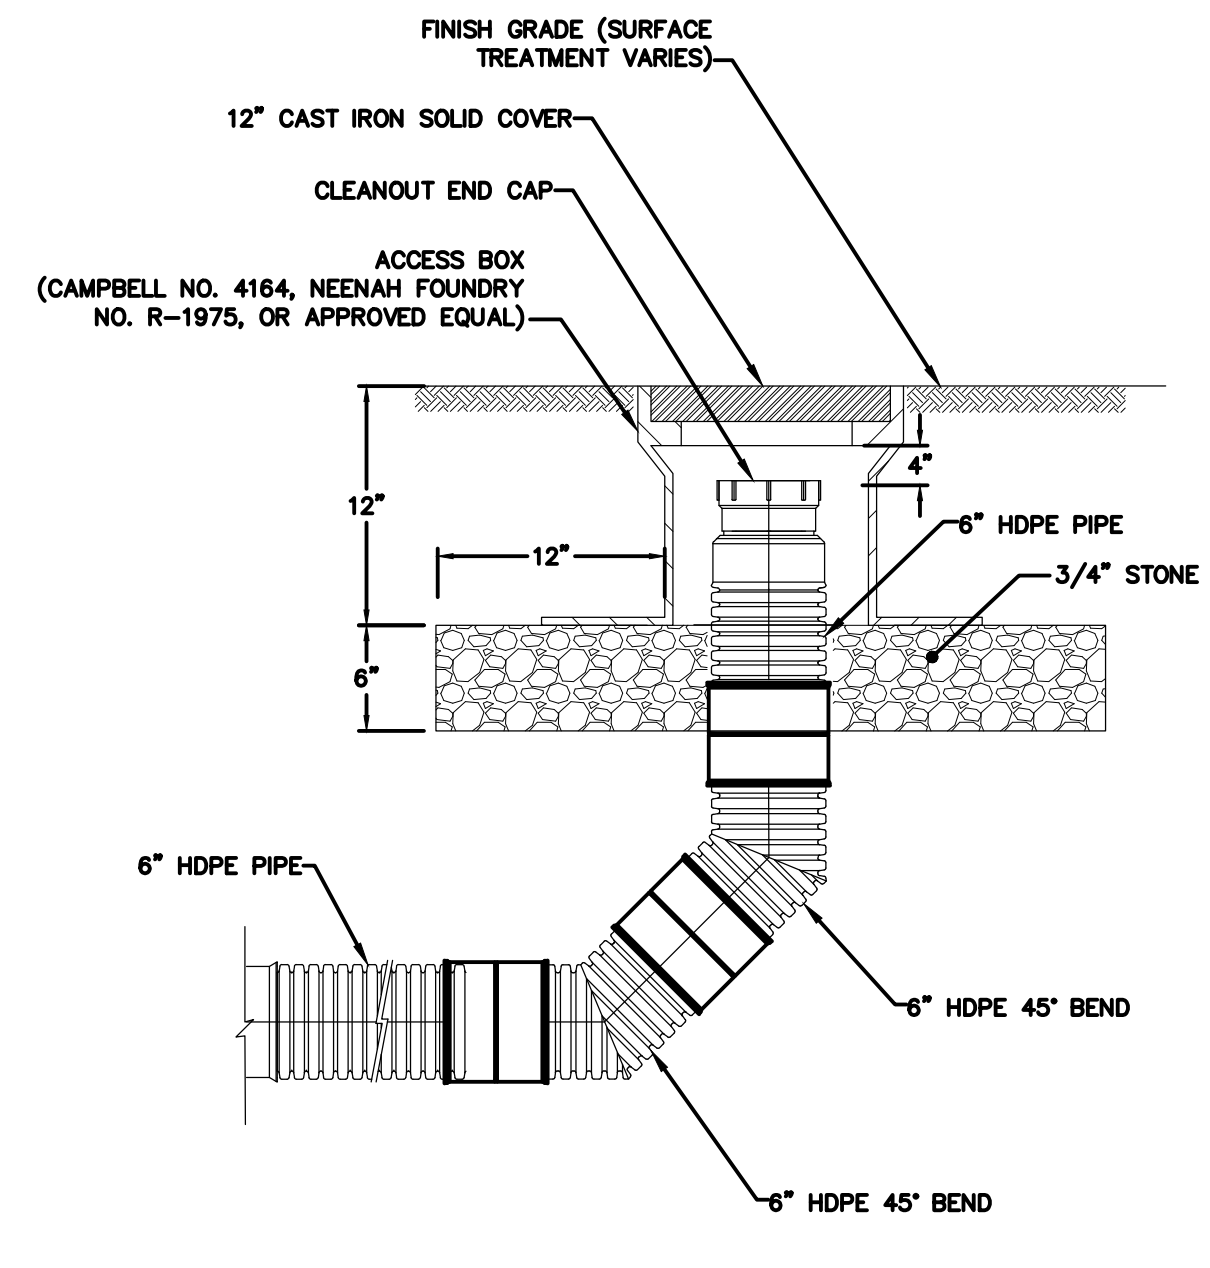 FINISH GRADE (SURFACE
TREATMENT VARIES)
12" CAST IRON SOLID COVER
CLEANOUT END CAP
ACCESS BOX
(CAMPBELL NO. 4164, NEENAH FOUNDRY
NO. R-1975, OR APPROVED EQUAL)
4"
12"
6" HDPE PIPE
12"
3/4" STONE
6"
6" HDPE PIPE
6" HDPE 45° BEND
6" HDPE 45° BEND